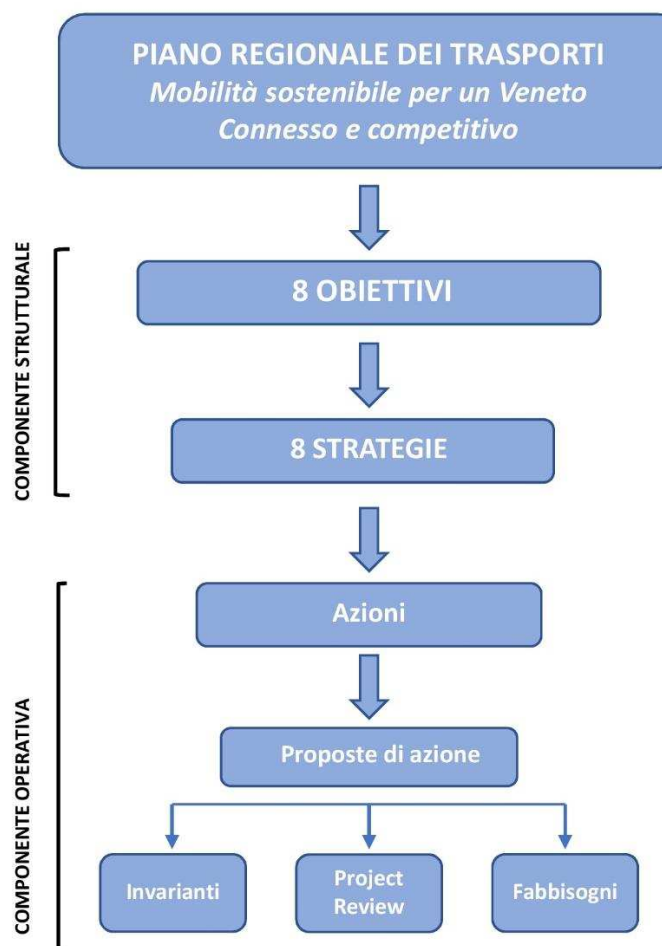 PIANO REGIONALE DEI TRASPORTI
Mobilità sostenibile per un Veneto
Connesso e competitivo
COMPONENTE STRUTTURALE
8 OBIETTIVI
8 STRATEGIE
COMPONENTE OPERATIVA
Azioni
Proposte di azione
Invarianti
Project
Review
Fabbisogni